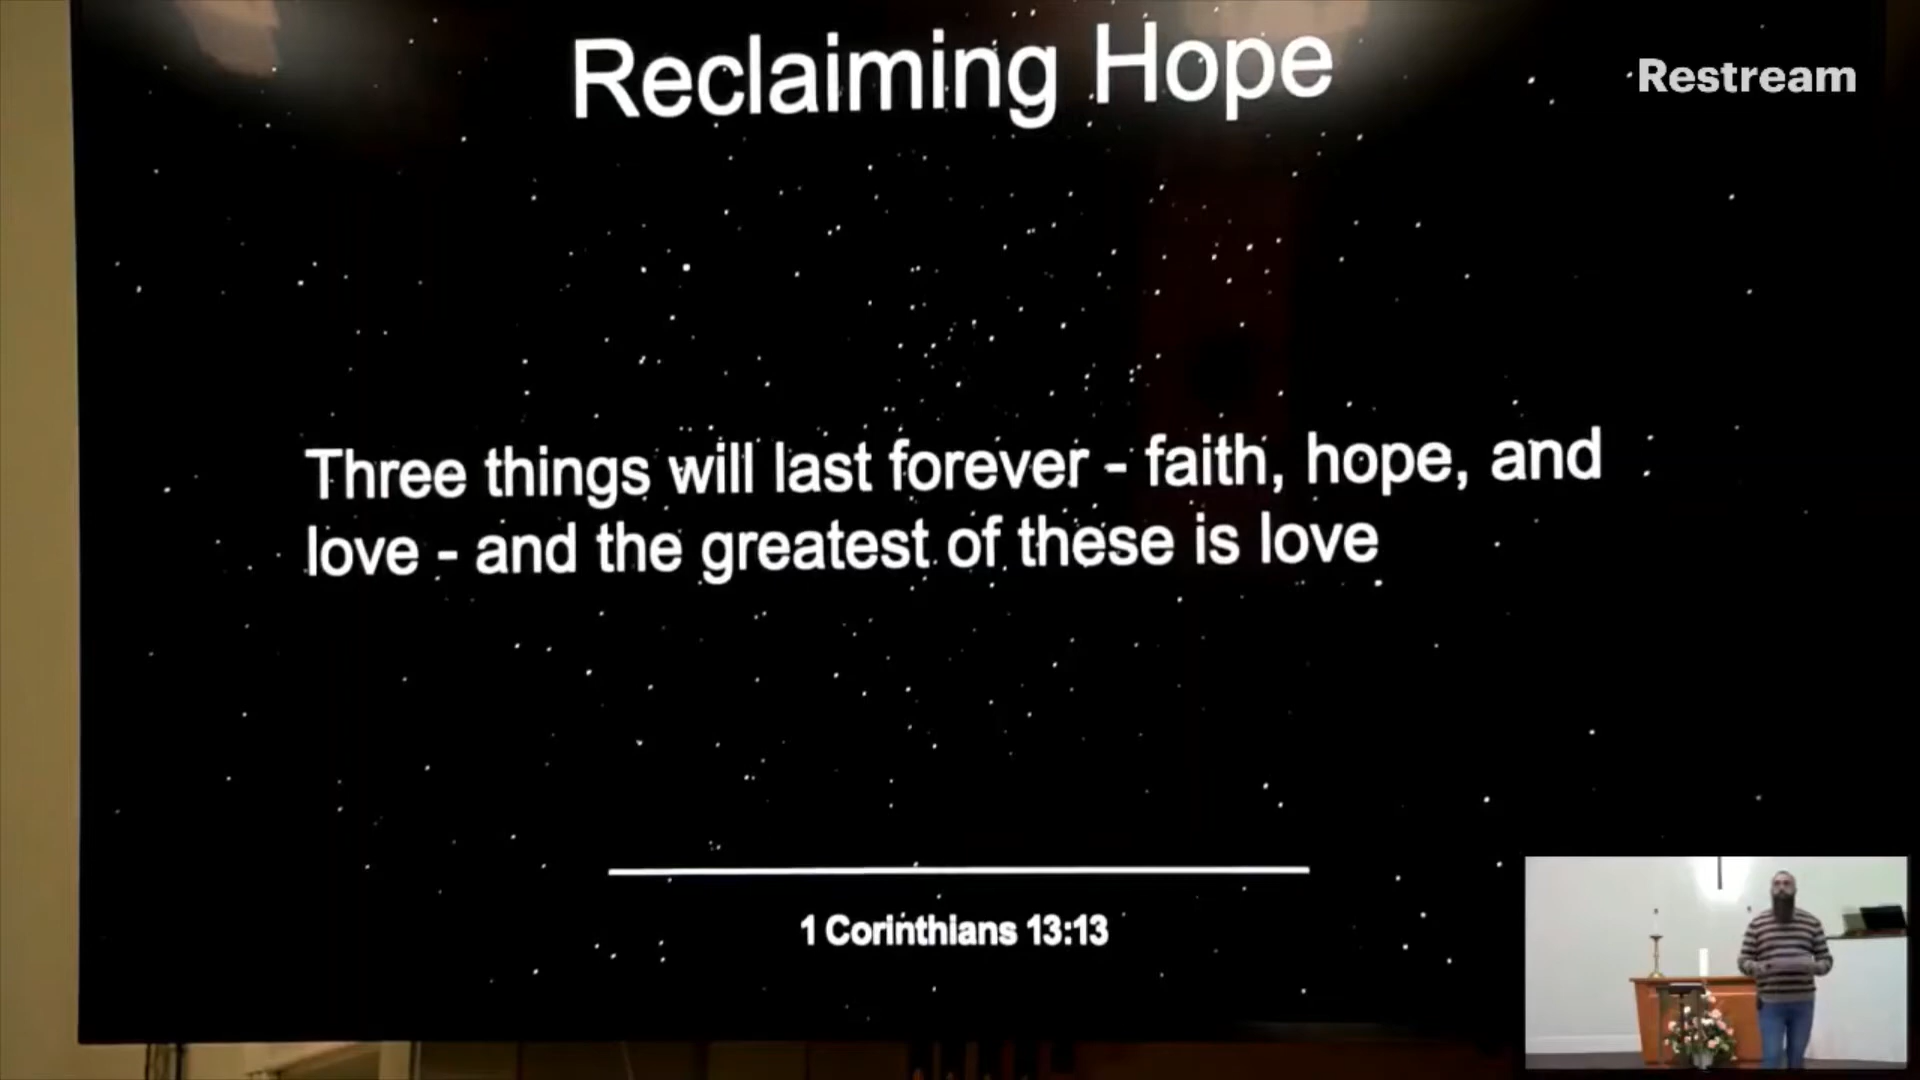 Reclaiming Hope
Restream
Three things will last forever - faith, hope, and
love - and the greatest of these is love
1 Corinthians 13:13